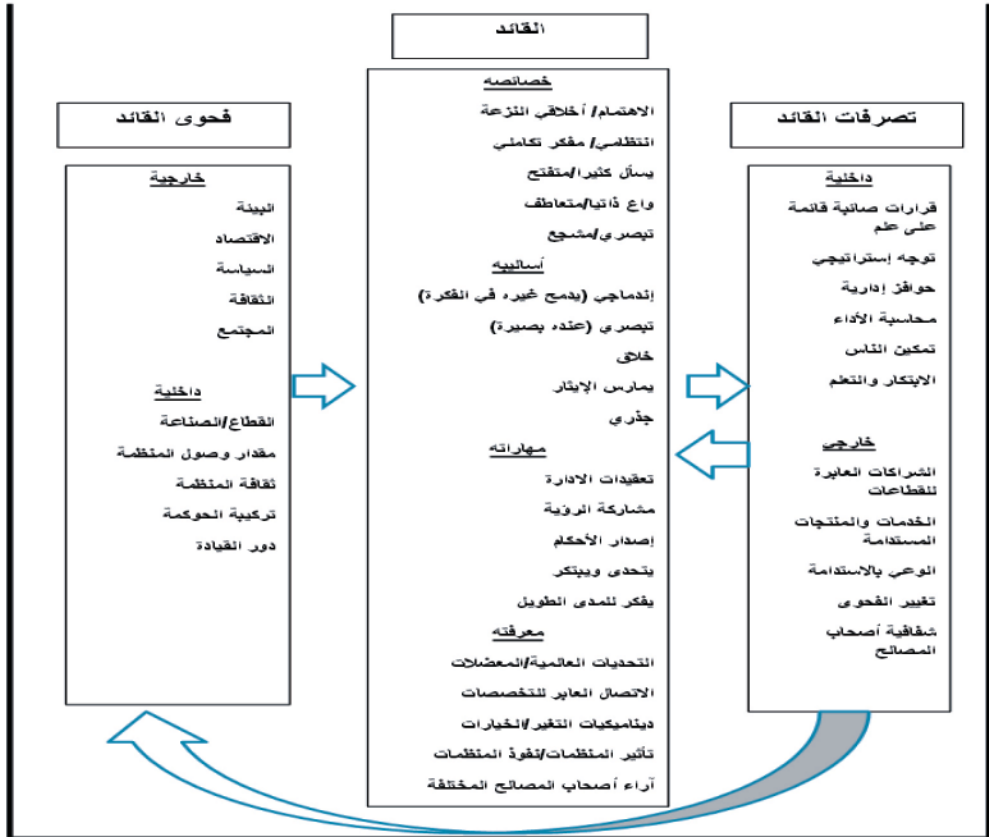 القائد
خصائصه
الاهتمام/ أخلاقي النزعة
انتظامي/ مفكر تكاملي
يسأل كثيرا/متفتح
واع ذاتيا/متعاطف
تبصري/مشجع
أساليبه
إندماجي (يدمج غيره في الفكرة)
تبصري (عنده بصيرة)
خلاق
يمارس الإيثار
جذري
مهاراته
تعقيدات الادارة
مشاركة الرؤية
إصدار الأحكام
يتحدى ويبتكر
يفكر للمدى الطويل
معرفته
التحديات العالمية/المعضلات
الاتصال العابر للتخصصات
ديناميكيات التغير/الخيارات
تأثير المنظمات/نفوذ المنظمات
آراء أصحاب المصالح المختلفة
تصرفات القائد
داخلية
قرارات صائبة قائمة
على علم
توجه إستراتيجي
حوافز إدارية
محاسبة الأداء
تمكين الناس
الابتكار والتعلم
خارجي
الشراكات العابرة
للقطاعات
الخدمات والمنتجات
المستدامة
الوعي بالاستدامة
تغيير الفحوى
شفافية أصحاب
المصالح
فحوى القائد
خارجية
البيئة
الاقتصاد
السياسة
الثقافة
المجتمع
داخلية
القطاع/الصناعة
مقدار وصول المنظمة
ثقافة المنظمة
تركيبة الحوكمة
دور القيادة